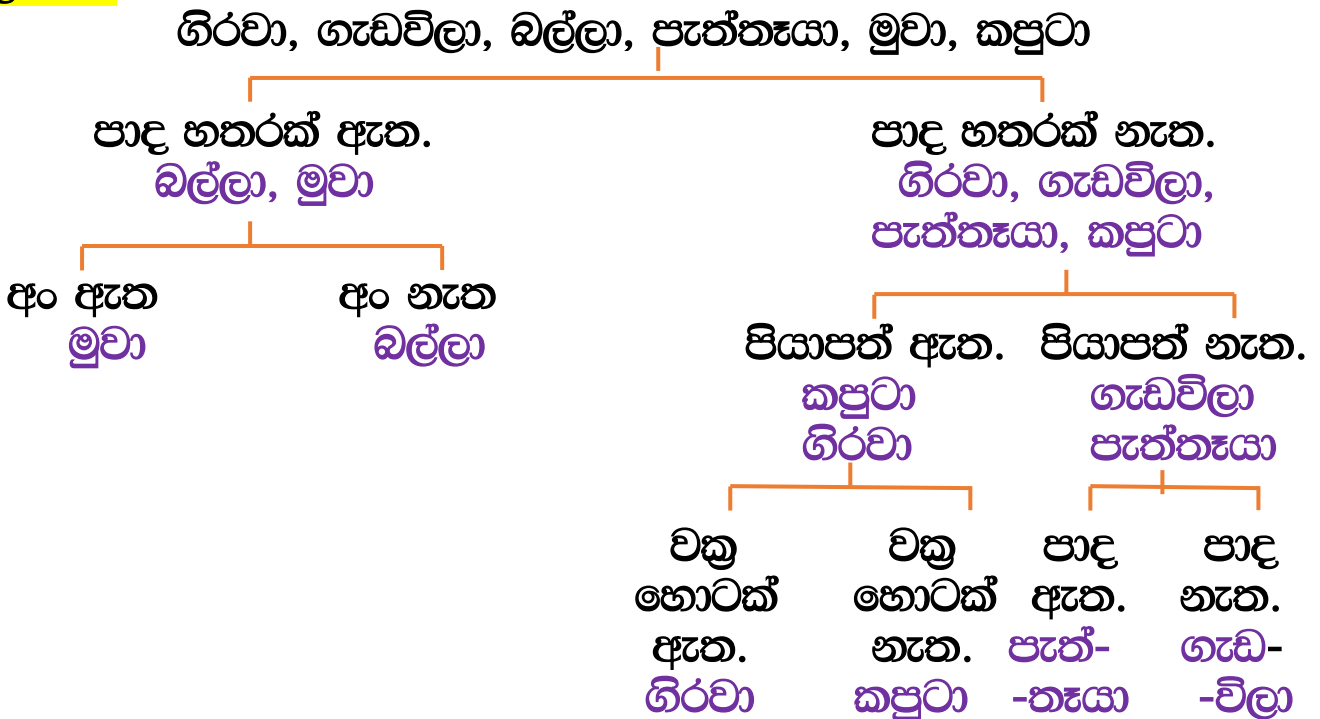 ගිරවා, ගැඩවිලා, බල්ලා, පැත්තෑයා, මුවා, කපුටා
පාද හතරක් ඇත.
බල්ලා, මුවා
පාද හතරක් නැත.
ගිරවා, ගැඩවිලා,
පැත්තෑයා, කපුටා
අං ඇත
මුවා
අං නැත
බල්ලා
පියාපත් ඇත.
කපුටා
ගිරවා
පියාපත් නැත.
ගැඩවිලා
පැත්තෑයා
වක්‍ර
හොටක්
ඇත.
ගිරවා
වක්‍ර
හොටක්
නැත.
කපුටා
පාද
ඇත.
පැත්-
-තෑයා
පාද
නැත.
ගැඩ-
-විලා